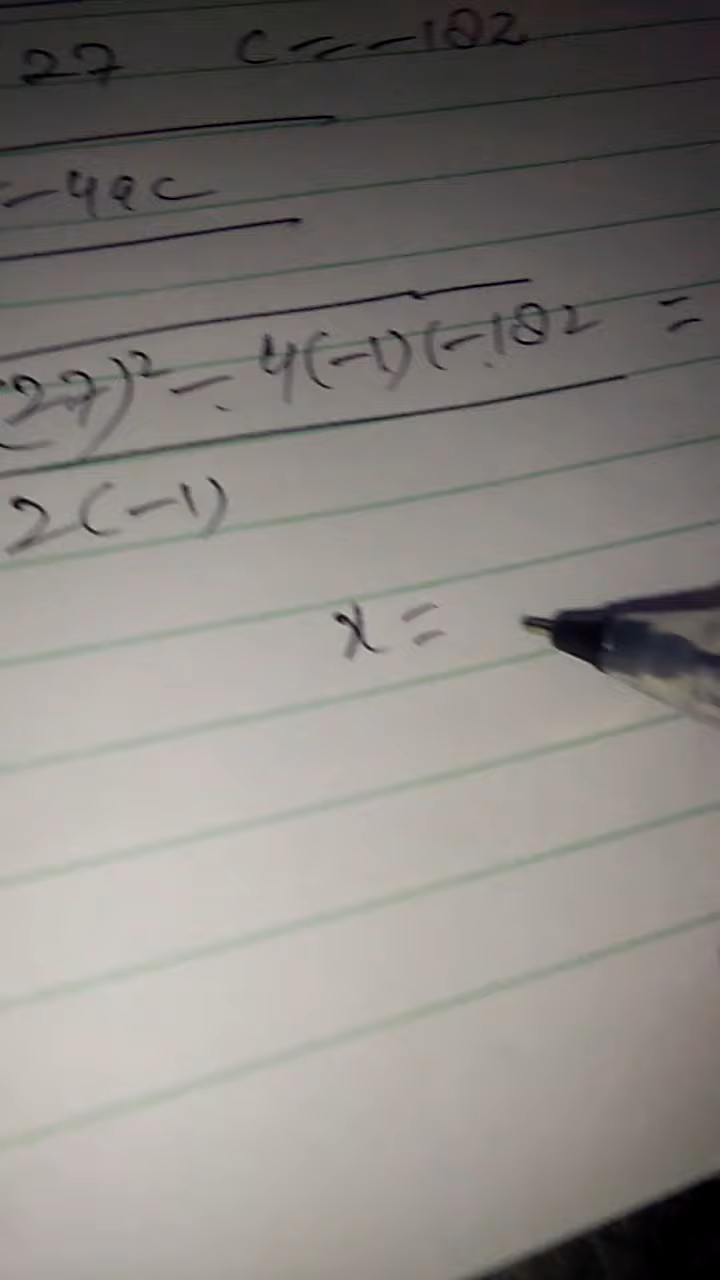 27 c = -182
-4ac
(27)² - 4(-1)(-182 =
2(-1)
x =